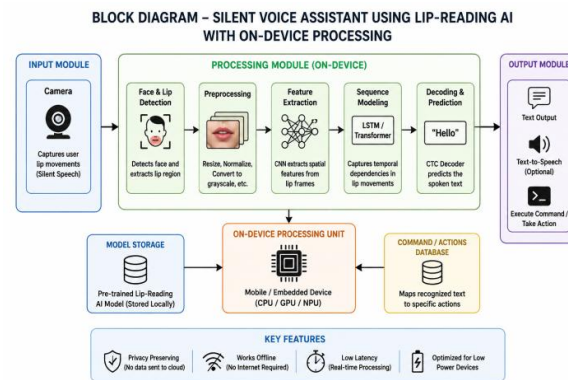 BLOCK DIAGRAM – SILENT VOICE ASSISTANT USING LIP-READING AI
WITH ON-DEVICE PROCESSING
INPUT MODULE
Camera
Captures user
lip movements
(Silent Speech)
PROCESSING MODULE (ON-DEVICE)
Face & Lip
Detection
Detects face and
extracts lip region
Preprocessing
Resize, Normalize,
Convert to
grayscale, etc.
Feature
Extraction
CNN extracts spatial
features from
lip frames
Sequence
Modeling
LSTM /
Transformer
Captures temporal
dependencies in
lip movements
Decoding &
Prediction
"Hello"
CTC Decoder
predicts the
spoken text
OUTPUT MODULE
Text Output
Text-to-Speech
(Optional)
Execute Command /
Take Action
MODEL STORAGE
Pre-trained Lip-Reading
AI Model (Stored Locally)
ON-DEVICE PROCESSING UNIT
Mobile / Embedded Device
(CPU / GPU / NPU)
COMMAND / ACTIONS
DATABASE
Maps recognized text
to specific actions
KEY FEATURES
Privacy Preserving
(No data sent to cloud)
Works Offline
(No Internet Required)
Low Latency
(Real-time Processing)
Optimized for Low
Power Devices